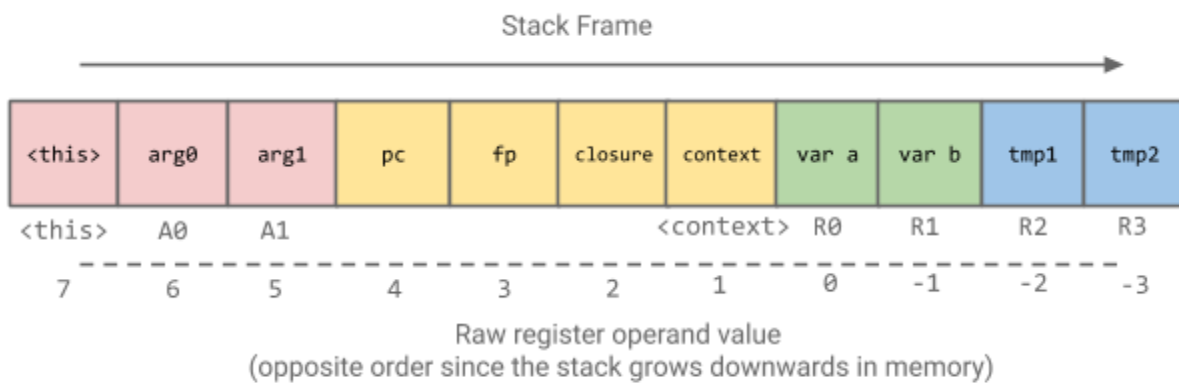 Stack Frame
<this> arg0 arg1 pc fp closure context var a var b tmp1 tmp2
<this> A0 A1 <context> R0 R1 R2 R3
7 6 5 4 3 2 1 0 -1 -2 -3
Raw register operand value
(opposite order since the stack grows downwards in memory)